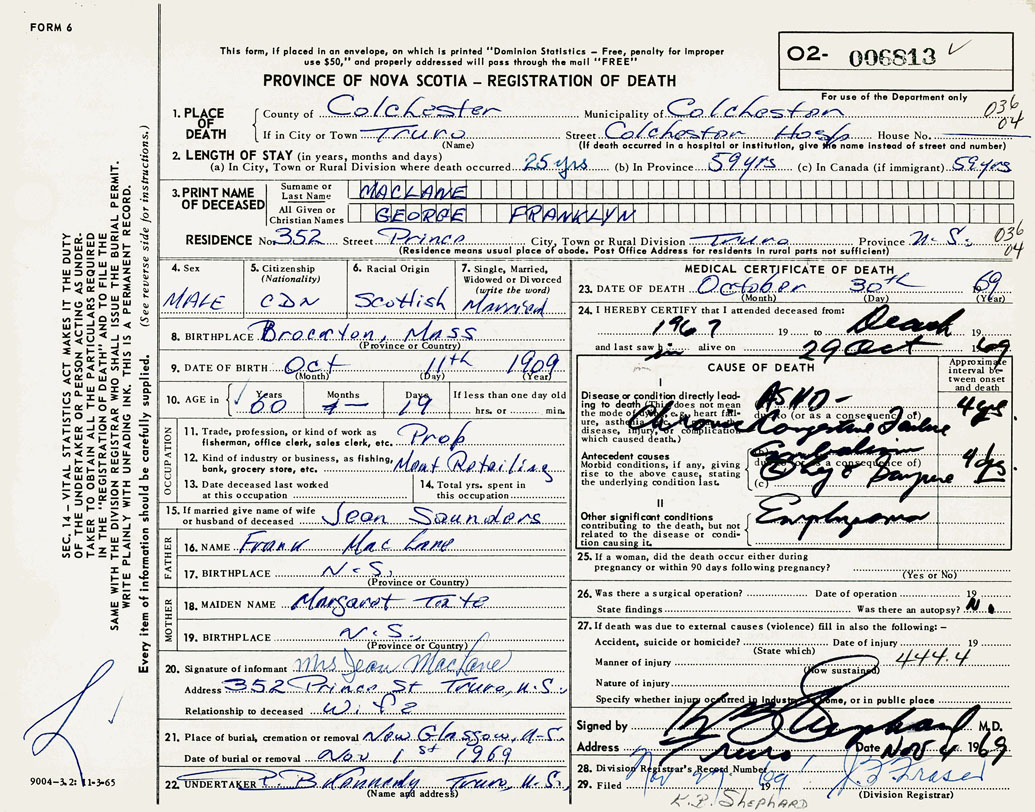 FORM 6
This form, if placed in an envelope, on which is printed "Dominion Statistics – Free, penalty for improper
use $50," and properly addressed will pass through the mail "FREE"
PROVINCE OF NOVA SCOTIA – REGISTRATION OF DEATH
02- 006813
For use of the Department only
036
04
1. PLACE OF DEATH
County of Colchester Municipality of Colchester
If in City or Town Truro Street Colchester Hosp House No.
(Name) (If death occurred in a hospital or institution, give the name instead of street and number)
2. LENGTH OF STAY (in years, months and days)
(a) In City, Town or Rural Division where death occurred 25 yrs (b) In Province 59 yrs (c) In Canada (if immigrant) 59 yrs
3. PRINT NAME OF DECEASED
Surname or Last Name MACLANE
All Given or Christian Names GEORGE FRANKLYN
RESIDENCE No. 352 Street Prince City, Town or Rural Division Truro Province N.S. 036 04
(Residence means usual place of abode. Post Office Address for residents in rural parts not sufficient)
4. Sex MALE
5. Citizenship (Nationality) CDN
6. Racial Origin Scottish
7. Single, Married, Widowed or Divorced (write the word) Married
8. BIRTHPLACE Brockton, Mass
(Province or Country)
9. DATE OF BIRTH Oct 11th 1909
(Month) (Day) (Year)
10. AGE in Years 60 Months Days 19 If less than one day old hrs. or min.
OCCUPATION
11. Trade, profession, or kind of work as fisherman, office clerk, sales clerk, etc. Prop
12. Kind of industry or business, as fishing, bank, grocery store, etc. Meat Retailing
13. Date deceased last worked at this occupation
14. Total yrs. spent in this occupation
15. If married give name of wife or husband of deceased Jean Saunders
FATHER
16. NAME Frank MacLane
17. BIRTHPLACE N.S.
(Province or Country)
MOTHER
18. MAIDEN NAME Margaret Tate
19. BIRTHPLACE N.S.
(Province or Country)
20. Signature of informant Mrs Jean MacLane
Address 352 Prince St Truro, N.S.
Relationship to deceased Wife
21. Place of burial, cremation or removal New Glasgow, N.S.
Date of burial or removal Nov 1st 1969
22. UNDERTAKER P. B. Kennedy Truro, N.S.
(Name and address)
MEDICAL CERTIFICATE OF DEATH
23. DATE OF DEATH October 30th 1969
(Month) (Day) (Year)
24. I HEREBY CERTIFY that I attended deceased from:
1967 19 to Death 19
and last saw him alive on 29 Oct 1969
CAUSE OF DEATH
Approximate interval between onset and death
I
Disease or condition directly leading to death (This does not mean the mode of dying, e.g., heart failure, asthenia, etc. It means the disease, injury, or complication which caused death.)
(a) ASHD – 4 yrs.
due to (or as a consequence of)
Chronic Congestive Failure
Antecedent causes
Morbid conditions, if any, giving rise to the above cause, stating the underlying condition last.
(b) Embolism
due to (or as a consequence of)
(c)
II
Other significant conditions contributing to the death, but not related to the disease or condition causing it.
Emphysema
25. If a woman, did the death occur either during pregnancy or within 90 days following pregnancy?
(Yes or No)
26. Was there a surgical operation? Date of operation 19
State findings Was there an autopsy? N.
27. If death was due to external causes (violence) fill in also the following: –
Accident, suicide or homicide? Date of injury 19
(State which)
Manner of injury 444.4
(How sustained)
Nature of injury
Specify whether injury occurred in industry, home, or in public place
Signed by K B Shephard M.D.
Address Truro Date Nov 4 1969
28. Division Registrar's Record Number
29. Filed 19 69 J. F. Fraser
(Division Registrar)
K. B. SHEPHARD
SEC. 14 – VITAL STATISTICS ACT MAKES IT THE DUTY
OF THE UNDERTAKER OR PERSON ACTING AS UNDER-
TAKER TO OBTAIN ALL THE PARTICULARS REQUIRED
IN THE "REGISTRATION OF DEATH" AND TO FILE THE
SAME WITH THE DIVISION REGISTRAR WHO SHALL ISSUE THE BURIAL PERMIT.
WRITE PLAINLY WITH UNFADING INK. THIS IS A PERMANENT RECORD.
Every item of information should be carefully supplied. (See reverse side for instructions.)
9004-3.2: 11-3-65